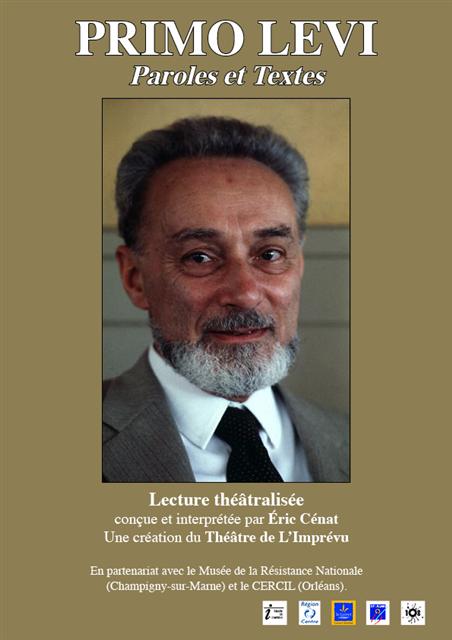 PRIMO LEVI
Paroles et Textes
Lecture théâtralisée
conçue et interprétée par Éric Cénat
Une création du Théâtre de L'Imprévu
En partenariat avec le Musée de la Résistance Nationale
(Champigny-sur-Marne) et le CERCIL (Orléans).
Région
Centre